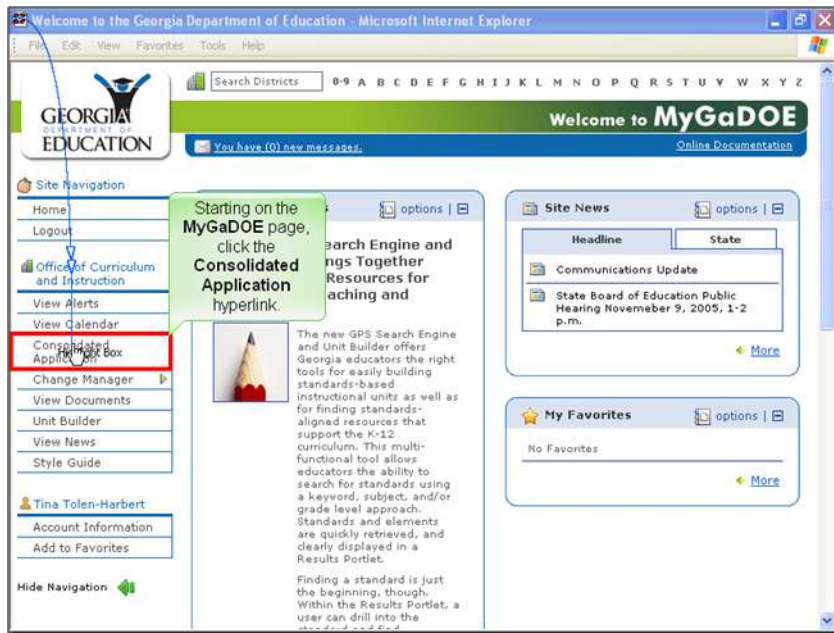 Welcome to the Georgia Department of Education - Microsoft Internet Explorer
File Edit View Favorites Tools Help
Search Districts 0-9 A B C D E F G H I J K L M N O P Q R S T U V W X Y Z
GEORGIA
DEPARTMENT OF
EDUCATION
Welcome to MyGaDOE
You have (0) new messages.
Online Documentation
Site Navigation
Home
Logout
Office of Curriculum
and Instruction
View Alerts
View Calendar
Consolidated
Application
Highlight Box
Change Manager
View Documents
Unit Builder
View News
Style Guide
Tina Tolen-Harbert
Account Information
Add to Favorites
Hide Navigation
Starting on the
MyGaDOE page,
click the
Consolidated
Application
hyperlink.
options |
earch Engine and
ngs Together
Resources for
aching and
The new GPS Search Engine
and Unit Builder offers
Georgia educators the right
tools for easily building
standards-based
instructional units as well as
for finding standards-
aligned resources that
support the K-12
curriculum. This multi-
functional tool allows
educators the ability to
search for standards using
a keyword, subject, and/or
grade level approach.
Standards and elements
are quickly retrieved, and
clearly displayed in a
Results Portlet.
Finding a standard is just
the beginning, though.
Within the Results Portlet, a
user can drill into the
standard and find
Site News options |
Headline State
Communications Update
State Board of Education Public
Hearing Novemeber 9, 2005, 1-2
p.m.
More
My Favorites options |
No Favorites
More